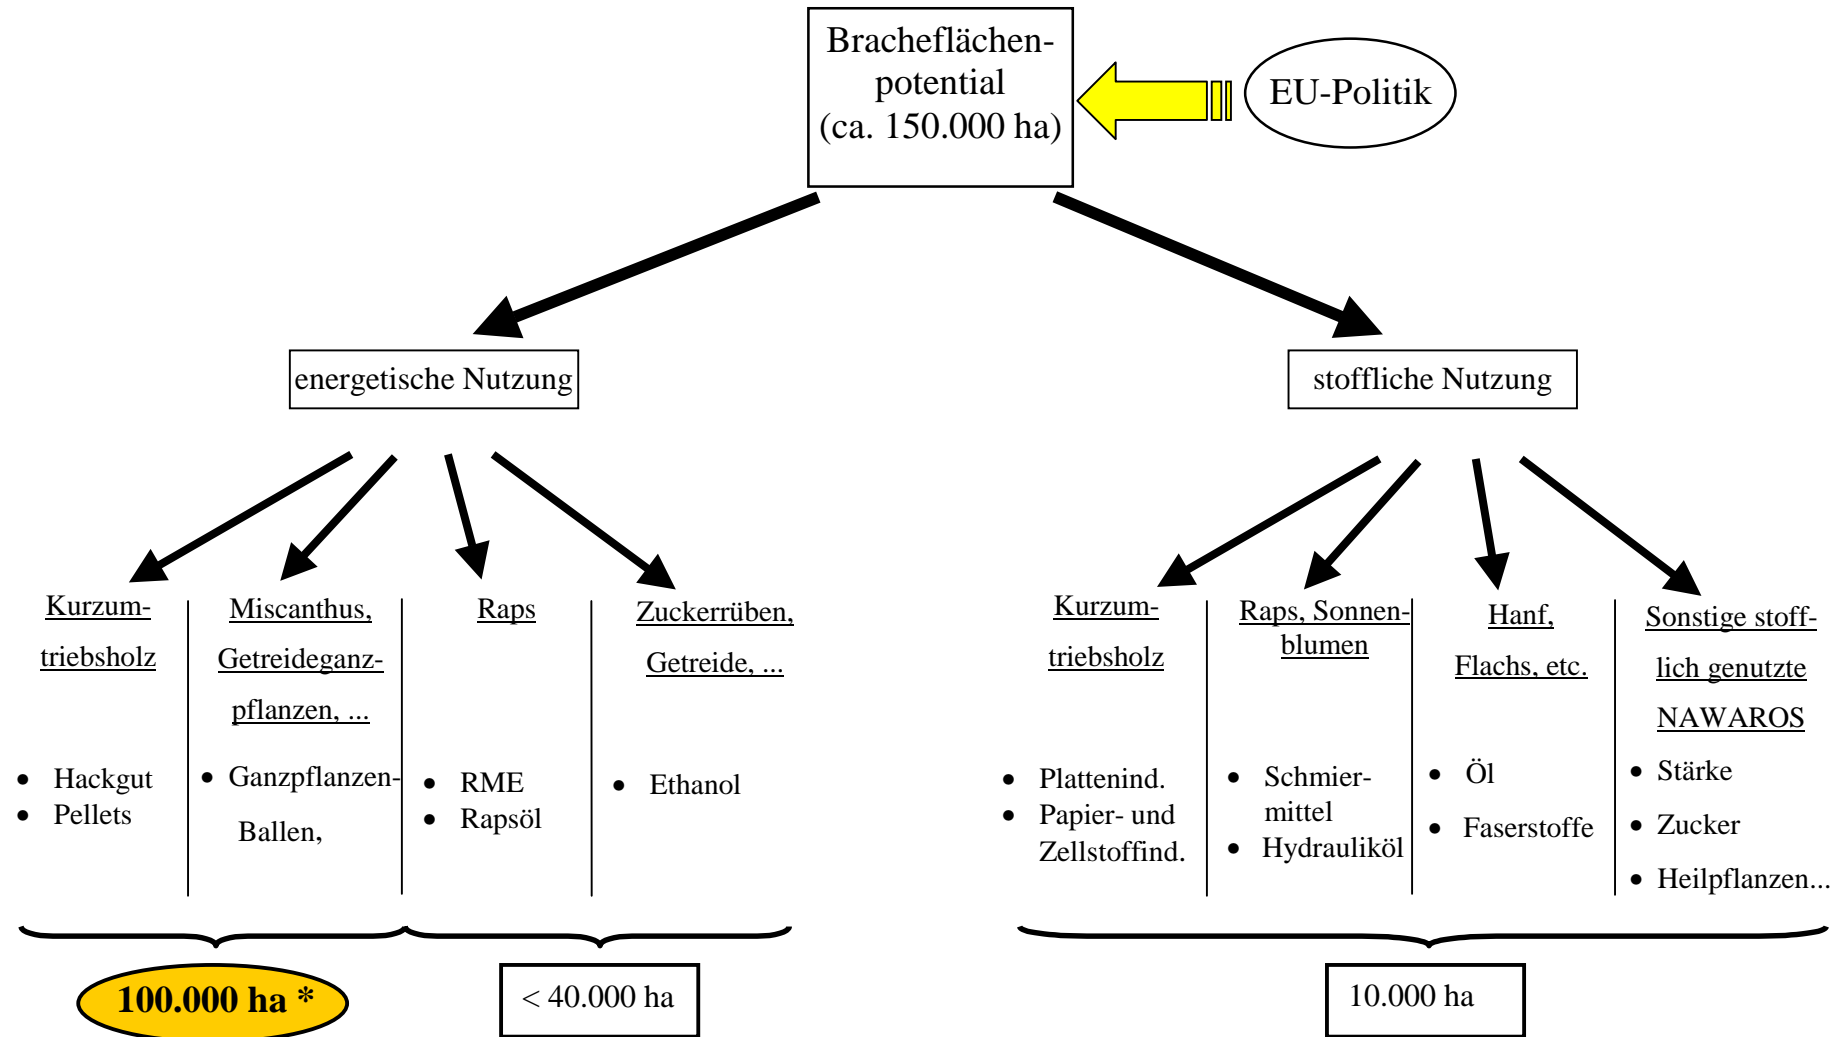 Bracheflächen-
potential
(ca. 150.000 ha)
EU-Politik
energetische Nutzung
stoffliche Nutzung
Kurzum-
triebsholz
• Hackgut
• Pellets
Miscanthus,
Getreideganz-
pflanzen, ...
• Ganzpflanzen-
Ballen,
Raps
• RME
• Rapsöl
Zuckerrüben,
Getreide, ...
• Ethanol
Kurzum-
triebsholz
• Plattenind.
• Papier- und
Zellstoffind.
Raps, Sonnen-
blumen
• Schmier-
mittel
• Hydrauliköl
Hanf,
Flachs, etc.
• Öl
• Faserstoffe
Sonstige stoff-
lich genutzte
NAWAROS
• Stärke
• Zucker
• Heilpflanzen...
100.000 ha *
< 40.000 ha
10.000 ha